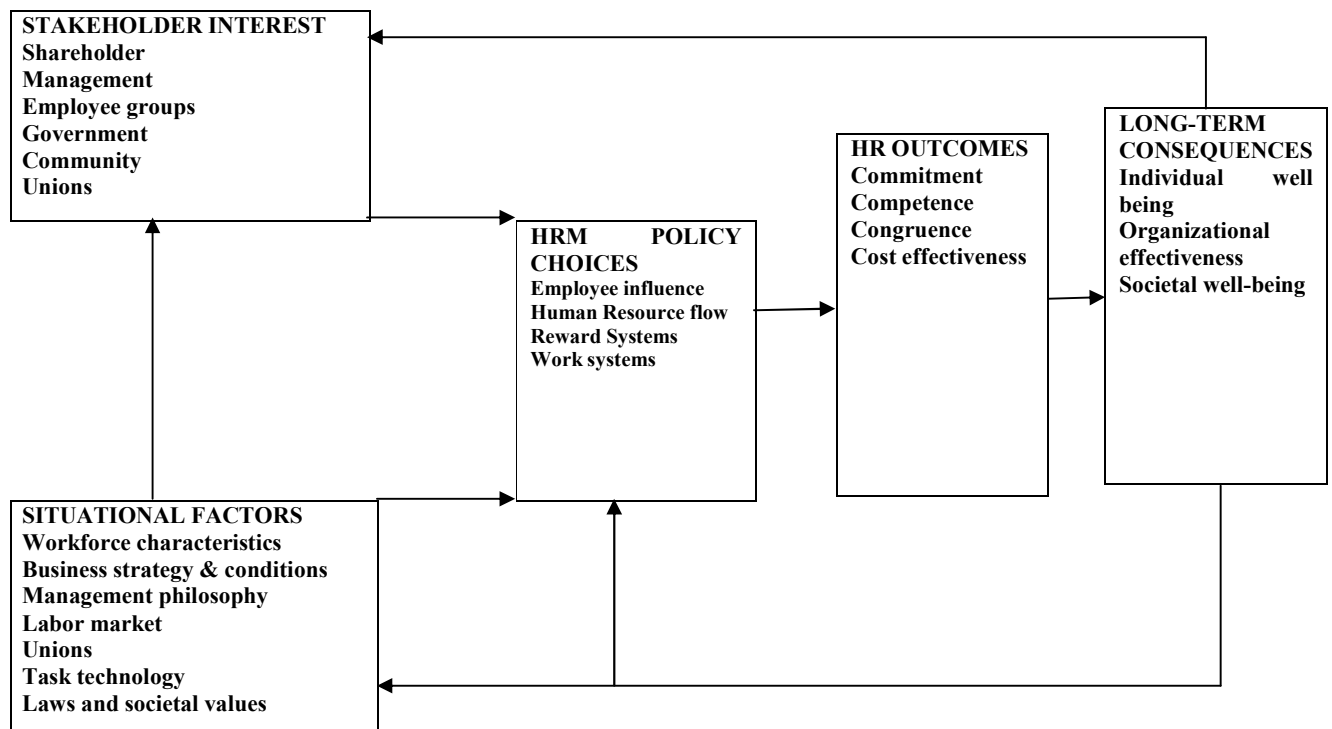 STAKEHOLDER INTEREST
Shareholder
Management
Employee groups
Government
Community
Unions
HRM POLICY
CHOICES
Employee influence
Human Resource flow
Reward Systems
Work systems
HR OUTCOMES
Commitment
Competence
Congruence
Cost effectiveness
LONG-TERM
CONSEQUENCES
Individual well
being
Organizational
effectiveness
Societal well-being
SITUATIONAL FACTORS
Workforce characteristics
Business strategy & conditions
Management philosophy
Labor market
Unions
Task technology
Laws and societal values